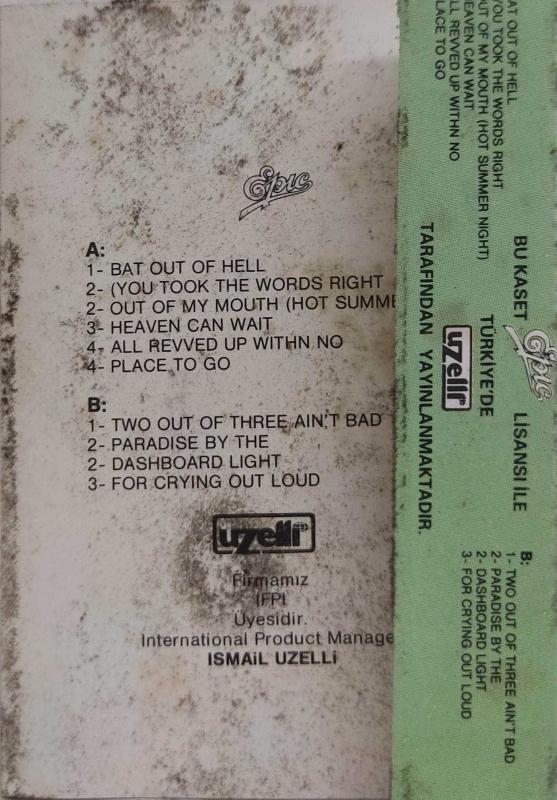 Epic
A:
1- BAT OUT OF HELL
2- (YOU TOOK THE WORDS RIGHT
2- OUT OF MY MOUTH (HOT SUMME
3- HEAVEN CAN WAIT
4- ALL REVVED UP WITHN NO
4- PLACE TO GO
B:
1- TWO OUT OF THREE AIN'T BAD
2- PARADISE BY THE
2- DASHBOARD LIGHT
3- FOR CRYING OUT LOUD
uzelli
Firmamız
IFPI
Üyesidir.
International Product Manage
ISMAiL UZELLi
AT OUT OF HELL
YOU TOOK THE WORDS RIGHT
UT OF MY MOUTH (HOT SUMMER NIGHT)
EAVEN CAN WAIT
LL REVVED UP WITHN NO
LACE TO GO
BU KASET Epic LİSANSI İLE
TÜRKİYE'DE uzelli
TARAFINDAN YAYINLANMAKTADIR.
B:
1- TWO OUT OF THREE AIN'T BAD
2- PARADISE BY THE
2- DASHBOARD LIGHT
3- FOR CRYING OUT LOUD